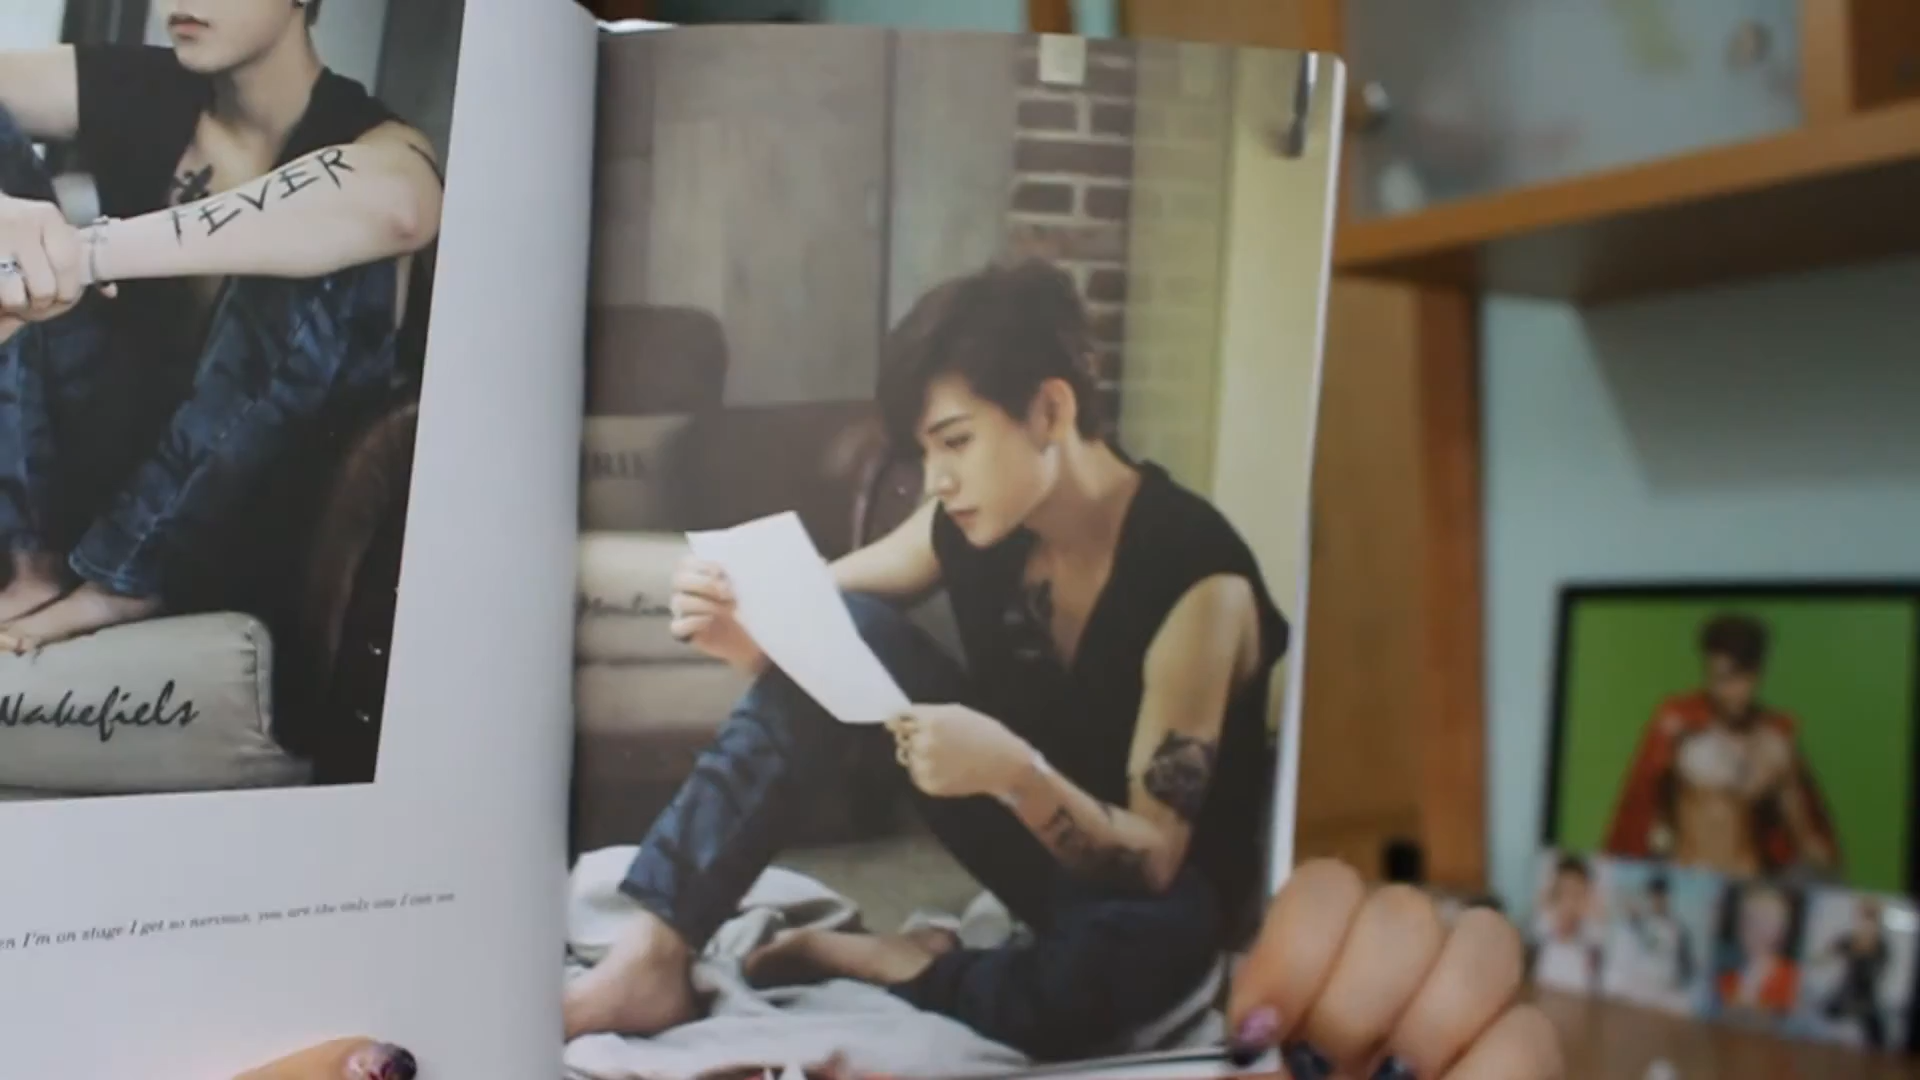 FEVER
Wakefiels
en I'm on stage I get so nervous, you are the only one I can see